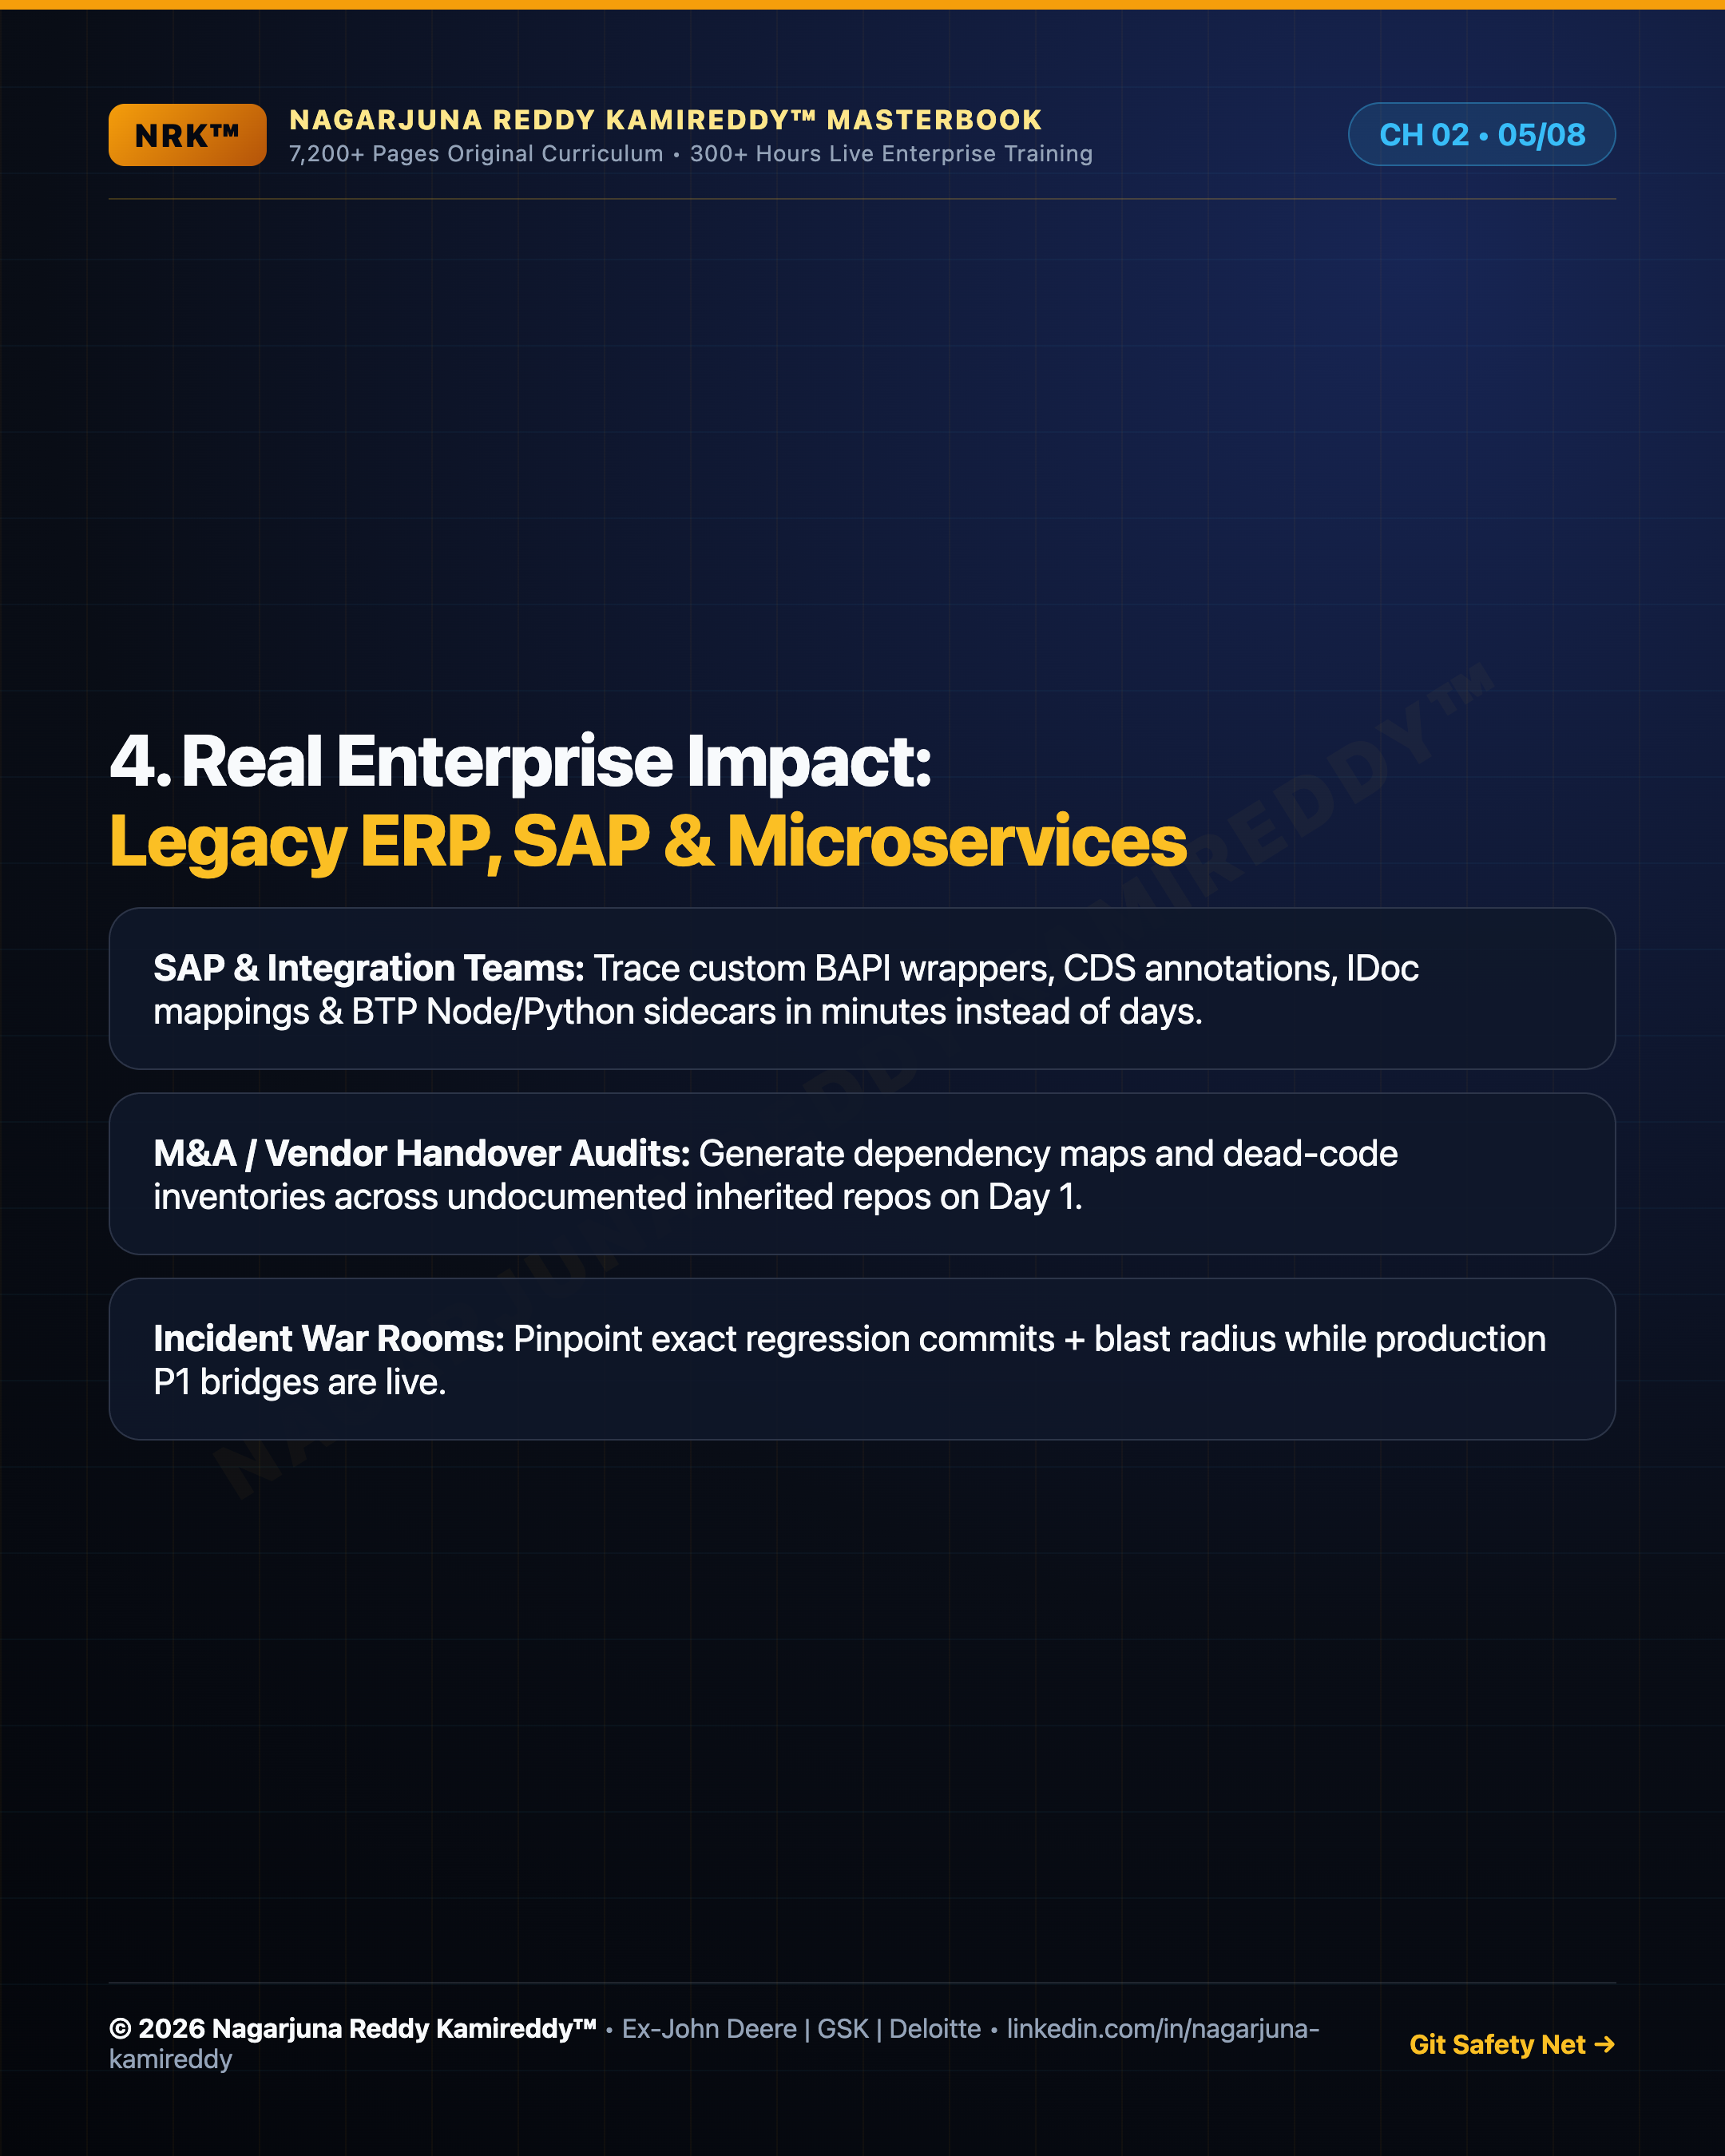 NRK™
NAGARJUNA REDDY KAMIREDDY™ MASTERBOOK
7,200+ Pages Original Curriculum • 300+ Hours Live Enterprise Training
CH 02 • 05/08
4. Real Enterprise Impact:
Legacy ERP, SAP & Microservices
SAP & Integration Teams: Trace custom BAPI wrappers, CDS annotations, IDoc
mappings & BTP Node/Python sidecars in minutes instead of days.
M&A / Vendor Handover Audits: Generate dependency maps and dead-code
inventories across undocumented inherited repos on Day 1.
Incident War Rooms: Pinpoint exact regression commits + blast radius while production
P1 bridges are live.
© 2026 Nagarjuna Reddy Kamireddy™ • Ex-John Deere | GSK | Deloitte • linkedin.com/in/nagarjuna-
kamireddy
Git Safety Net →